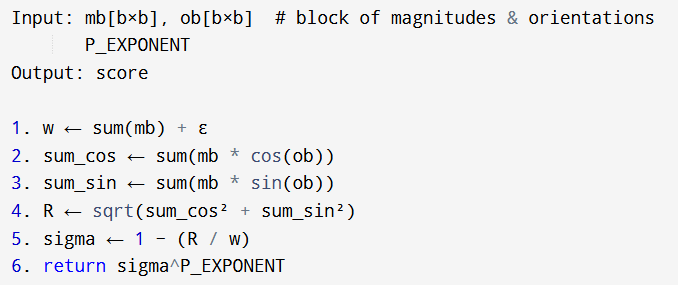 Input: mb[b×b], ob[b×b]  # block of magnitudes & orientations
       P_EXPONENT
Output: score

1. w ← sum(mb) + ε
2. sum_cos ← sum(mb * cos(ob))
3. sum_sin ← sum(mb * sin(ob))
4. R ← sqrt(sum_cos² + sum_sin²)
5. sigma ← 1 − (R / w)
6. return sigma^P_EXPONENT